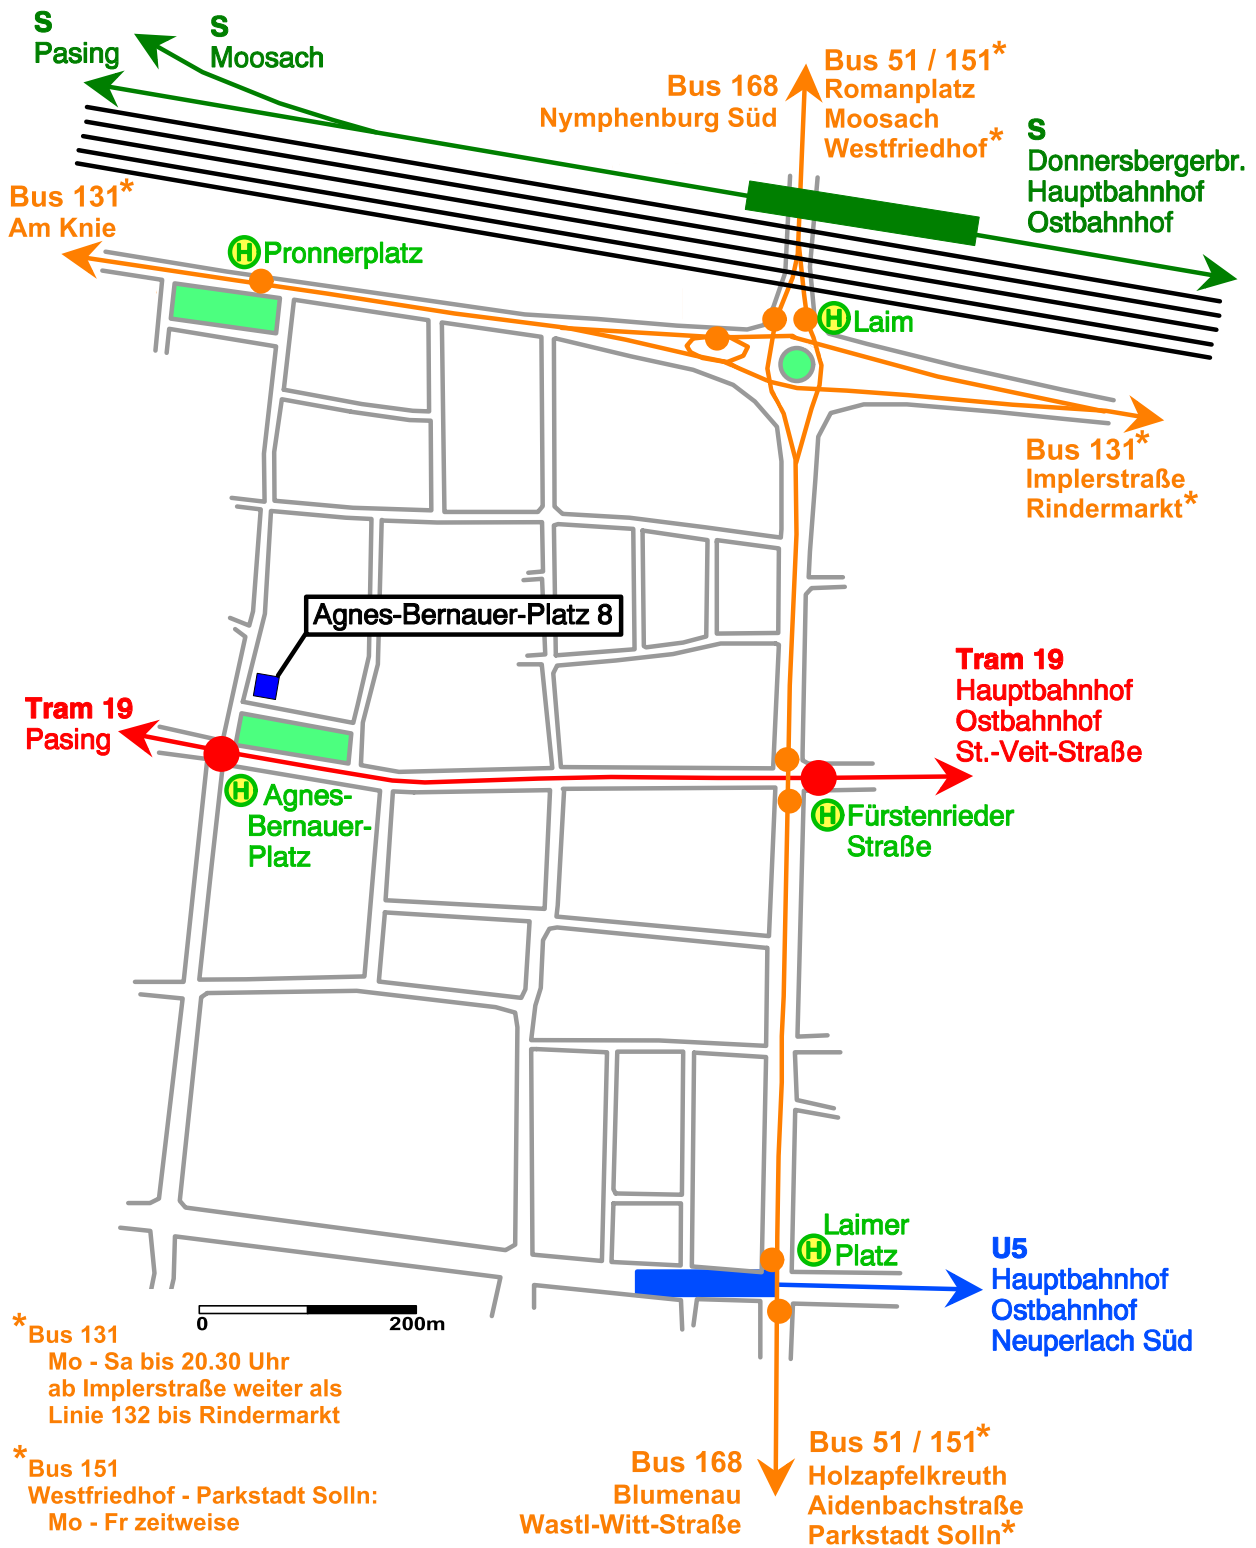 S
Pasing
S
Moosach
Bus 168
Nymphenburg Süd
Bus 51 / 151*
Romanplatz
Moosach
Westfriedhof*
S
Donnersbergerbr.
Hauptbahnhof
Ostbahnhof
Bus 131*
Am Knie
H Pronnerplatz
H Laim
Bus 131*
Implerstraße
Rindermarkt*
Agnes-Bernauer-Platz 8
Tram 19
Pasing
Tram 19
Hauptbahnhof
Ostbahnhof
St.-Veit-Straße
H Agnes-
Bernauer-
Platz
H Fürstenrieder
Straße
H Laimer
Platz
U5
Hauptbahnhof
Ostbahnhof
Neuperlach Süd
0 200m
*Bus 131
Mo - Sa bis 20.30 Uhr
ab Implerstraße weiter als
Linie 132 bis Rindermarkt
*Bus 151
Westfriedhof - Parkstadt Solln:
Mo - Fr zeitweise
Bus 168
Blumenau
Wastl-Witt-Straße
Bus 51 / 151*
Holzapfelkreuth
Aidenbachstraße
Parkstadt Solln*